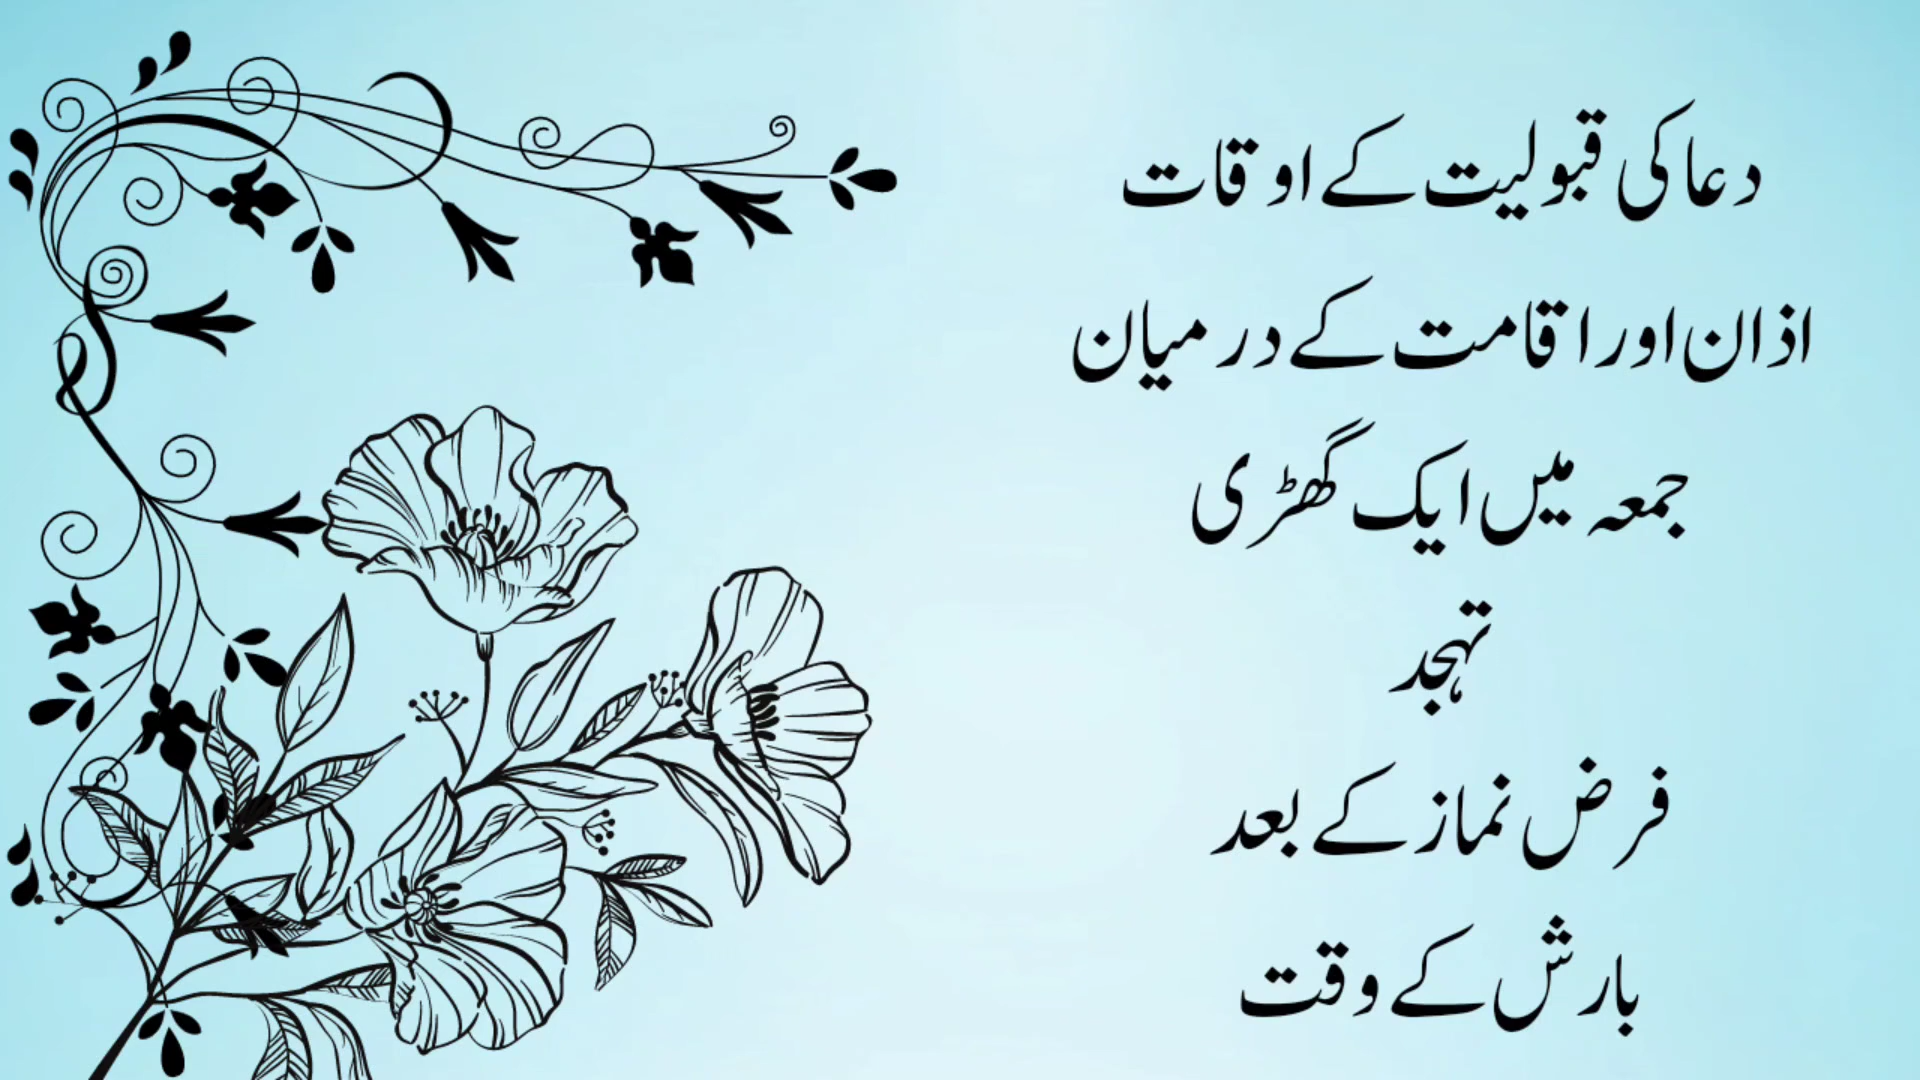 دعا کی قبولیت کے اوقات
اذان اور اقامت کے درمیان
جمعہ میں ایک گھڑی
تہجد
فرض نماز کے بعد
بارش کے وقت